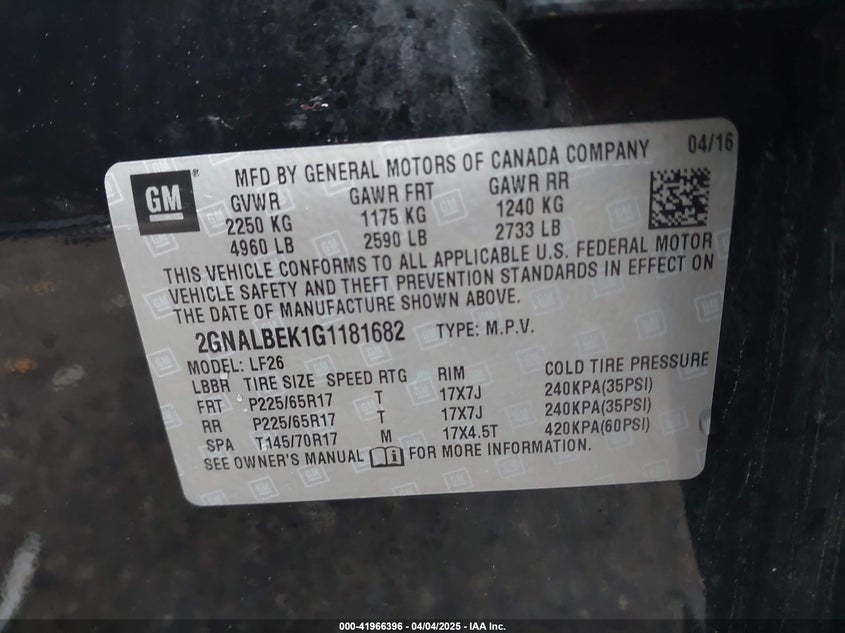 MFD BY GENERAL MOTORS OF CANADA COMPANY 04/16
GM
GVWR GAWR FRT GAWR RR
2250 KG 1175 KG 1240 KG
4960 LB 2590 LB 2733 LB
THIS VEHICLE CONFORMS TO ALL APPLICABLE U.S. FEDERAL MOTOR
VEHICLE SAFETY AND THEFT PREVENTION STANDARDS IN EFFECT ON
THE DATE OF MANUFACTURE SHOWN ABOVE.
2GNALBEK1G1181682 TYPE: M.P.V.
MODEL: LF26
LBBR TIRE SIZE SPEED RTG RIM COLD TIRE PRESSURE
FRT P225/65R17 T 17X7J 240KPA(35PSI)
RR P225/65R17 T 17X7J 240KPA(35PSI)
SPA T145/70R17 M 17X4.5T 420KPA(60PSI)
SEE OWNER'S MANUAL FOR MORE INFORMATION.
000-41966396 - 04/04/2025 - IAA Inc.